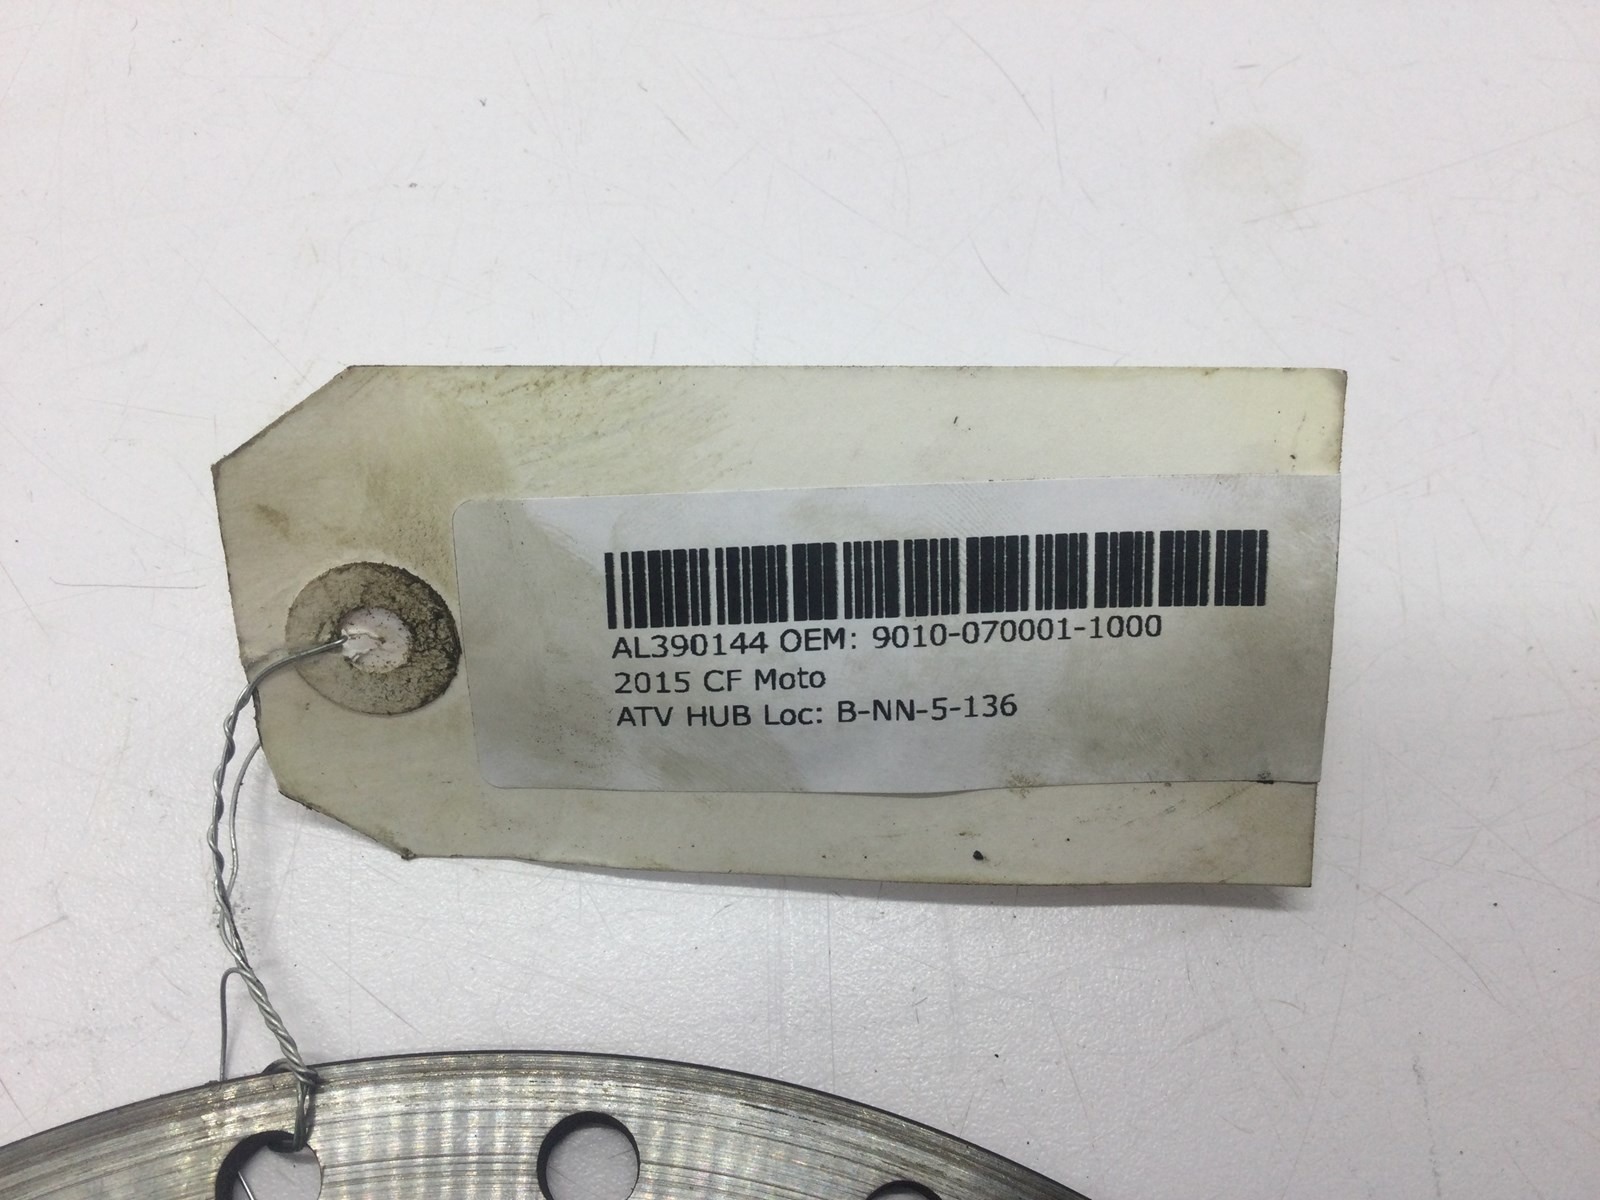 AL390144 OEM: 9010-070001-1000
2015 CF Moto
ATV HUB Loc: B-NN-5-136